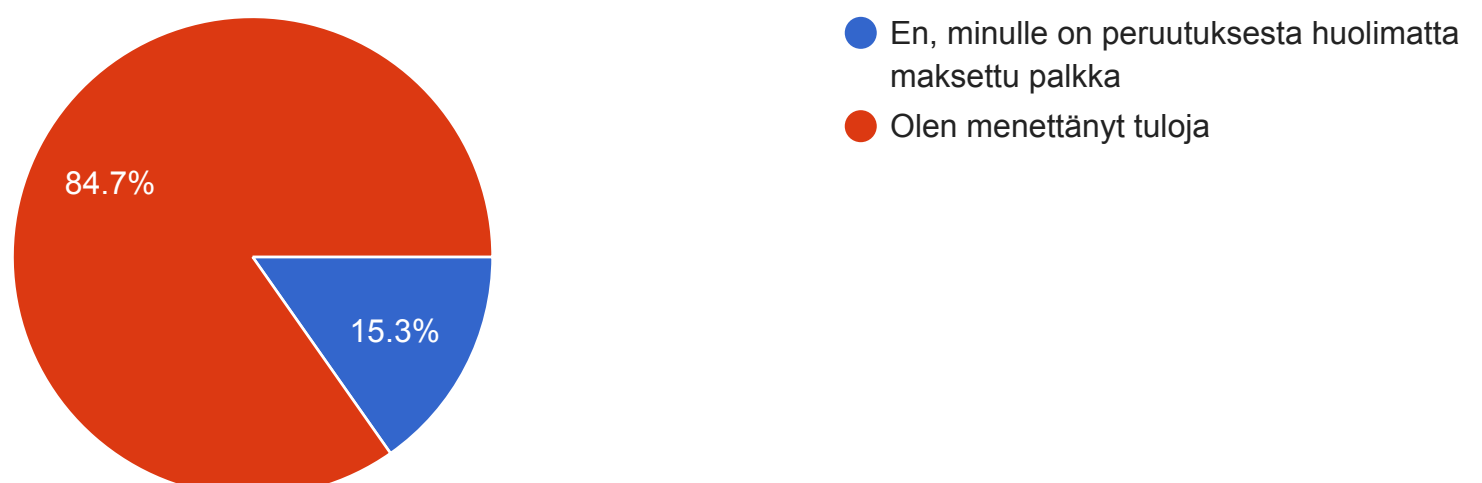 En, minulle on peruutuksesta huolimatta
maksettu palkka
Olen menettänyt tuloja
84.7%
15.3%